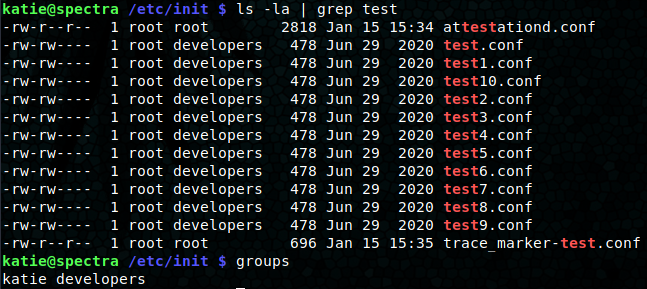 katie@spectra /etc/init $ ls -la | grep test
-rw-r--r--  1 root root        2818 Jan 15 15:34 attestationd.conf
-rw-rw----  1 root developers   478 Jun 29  2020 test.conf
-rw-rw----  1 root developers   478 Jun 29  2020 test1.conf
-rw-rw----  1 root developers   478 Jun 29  2020 test10.conf
-rw-rw----  1 root developers   478 Jun 29  2020 test2.conf
-rw-rw----  1 root developers   478 Jun 29  2020 test3.conf
-rw-rw----  1 root developers   478 Jun 29  2020 test4.conf
-rw-rw----  1 root developers   478 Jun 29  2020 test5.conf
-rw-rw----  1 root developers   478 Jun 29  2020 test6.conf
-rw-rw----  1 root developers   478 Jun 29  2020 test7.conf
-rw-rw----  1 root developers   478 Jun 29  2020 test8.conf
-rw-rw----  1 root developers   478 Jun 29  2020 test9.conf
-rw-r--r--  1 root root         696 Jan 15 15:35 trace_marker-test.conf
katie@spectra /etc/init $ groups
katie developers